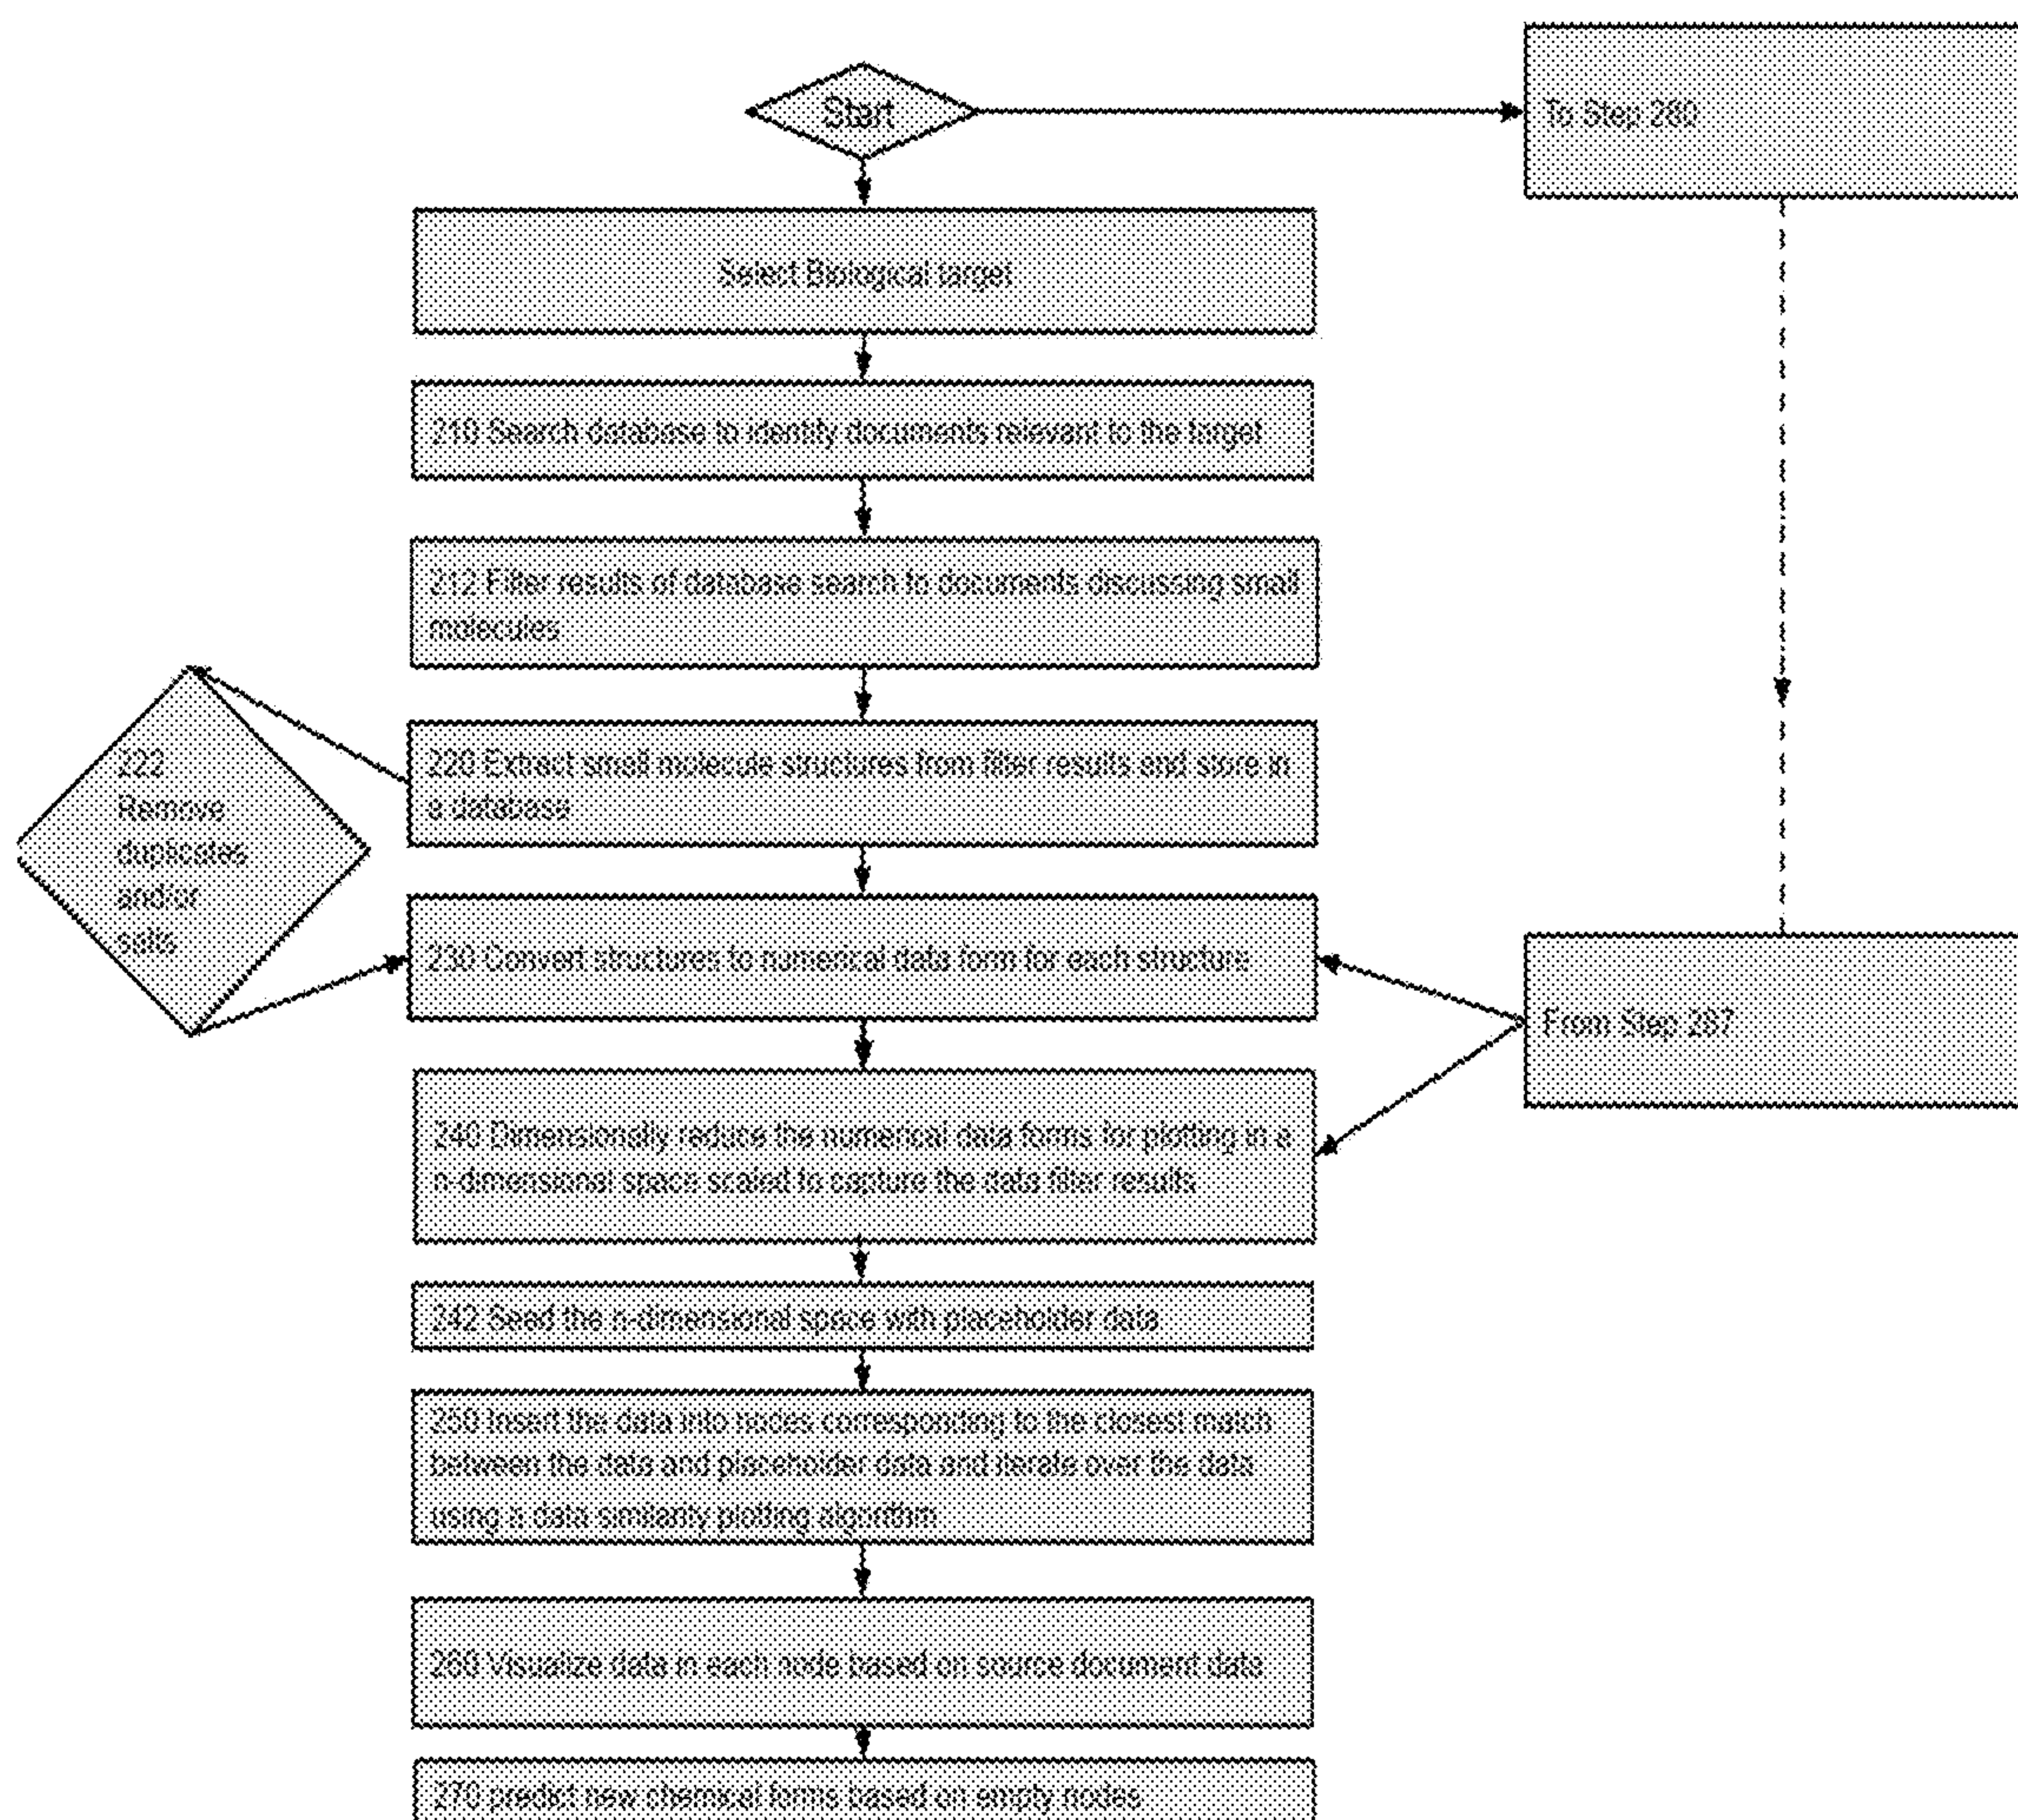 Start
To Step 280
Select Biological target
210 Search database to identify documents relevant to the target
212 Filter results of database search to documents discussing small
molecules
222
Remove
duplicates
and/or
salts
220 Extract small molecule structures from filter results and store in
a database
230 Convert structures to numerical data form for each structure
From Step 287
240 Dimensionally reduce the numerical data forms for plotting in a
n-dimensional space scaled to capture the data filter results
242 Seed the n-dimensional space with placeholder data
250 Insert the data into nodes corresponding to the closest match
between the data and placeholder data and iterate over the data
using a data similarity plotting algorithm
260 Visualize data in each node based on source document data
270 predict new chemical forms based on empty nodes